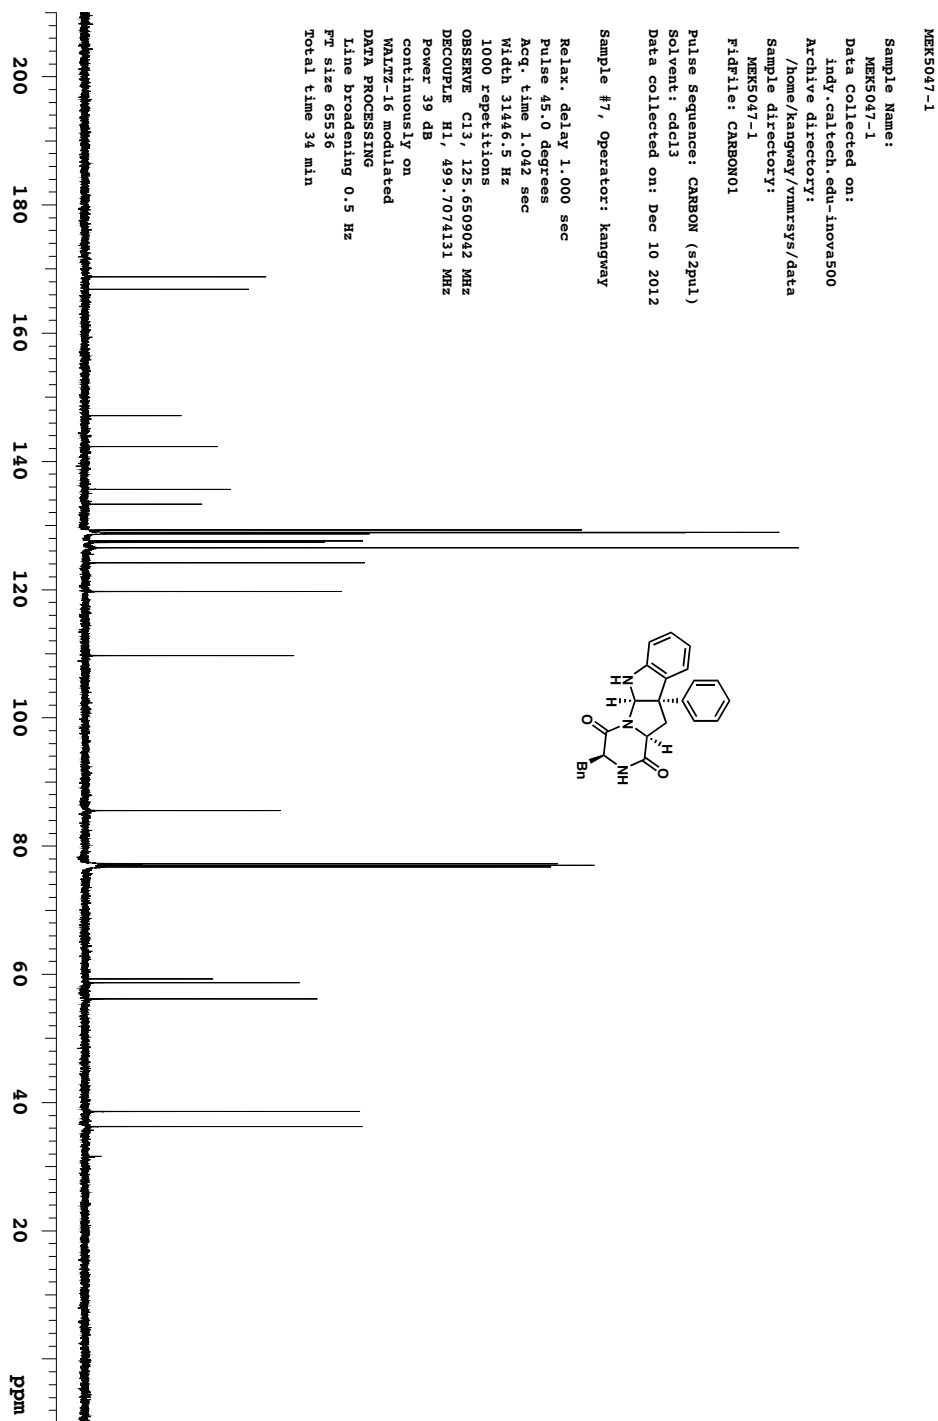 MEK5047-1
Sample Name:
MEK5047-1
Data Collected on:
indy.caltech.edu-inova500
Archive directory:
/home/kangway/vnmrsys/data
Sample directory:
MEK5047-1
FidFile: CARBON01
Pulse Sequence: CARBON (s2pul)
Solvent: cdcl3
Data collected on: Dec 10 2012
Sample #7, Operator: kangway
Relax. delay 1.000 sec
Pulse 45.0 degrees
Acq. time 1.042 sec
Width 31446.5 Hz
1000 repetitions
OBSERVE C13, 125.6509042 MHz
DECOUPLE H1, 499.7074131 MHz
Power 39 dB
continuously on
WALTZ-16 modulated
DATA PROCESSING
Line broadening 0.5 Hz
FT size 65536
Total time 34 min
N
H
H
N
H
O
O
NH
Bn
200 180 160 140 120 100 80 60 40 20 ppm